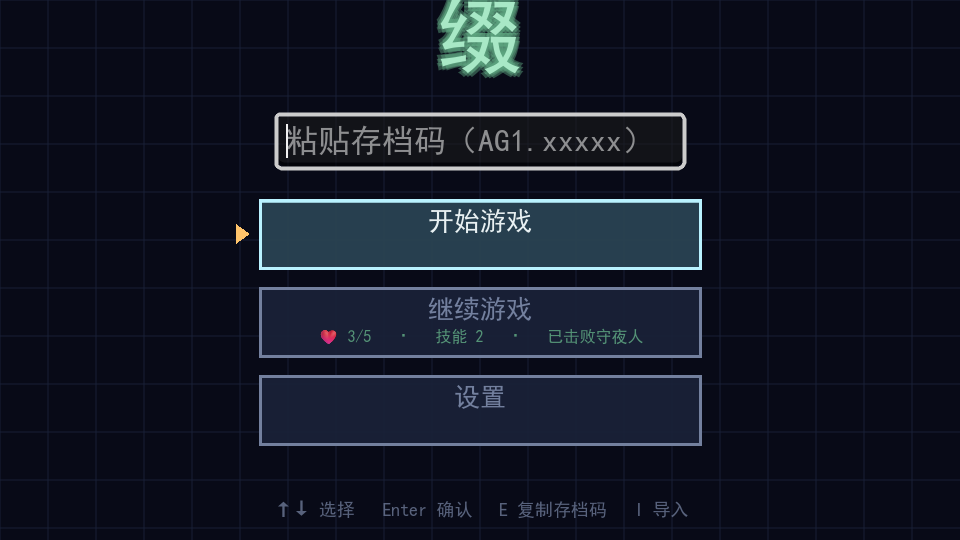 缀
粘贴存档码（AG1.xxxxx）
开始游戏
继续游戏
3/5 · 技能 2 · 已击败守夜人
设置
↑↓ 选择 Enter 确认 E 复制存档码 I 导入